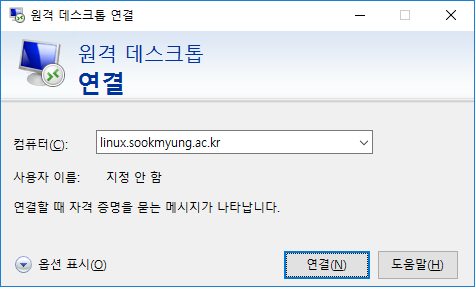 원격 데스크톱 연결
원격 데스크톱
연결
컴퓨터(C): linux.sookmyung.ac.kr
사용자 이름: 지정 안 함
연결할 때 자격 증명을 묻는 메시지가 나타납니다.
옵션 표시(O) 연결(N) 도움말(H)